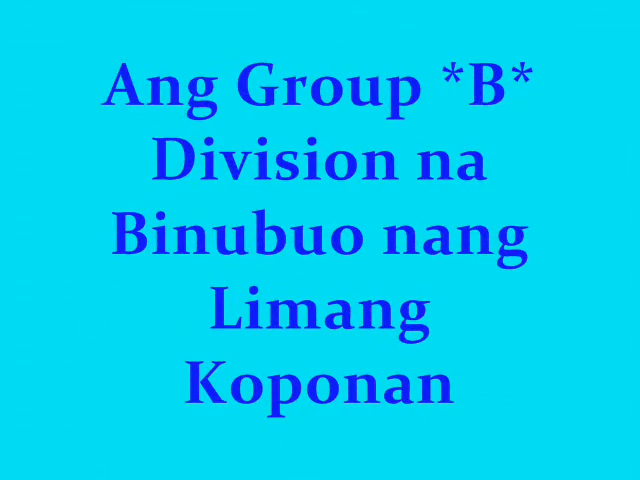 Ang Group *B*
Division na
Binubuo nang
Limang
Koponan